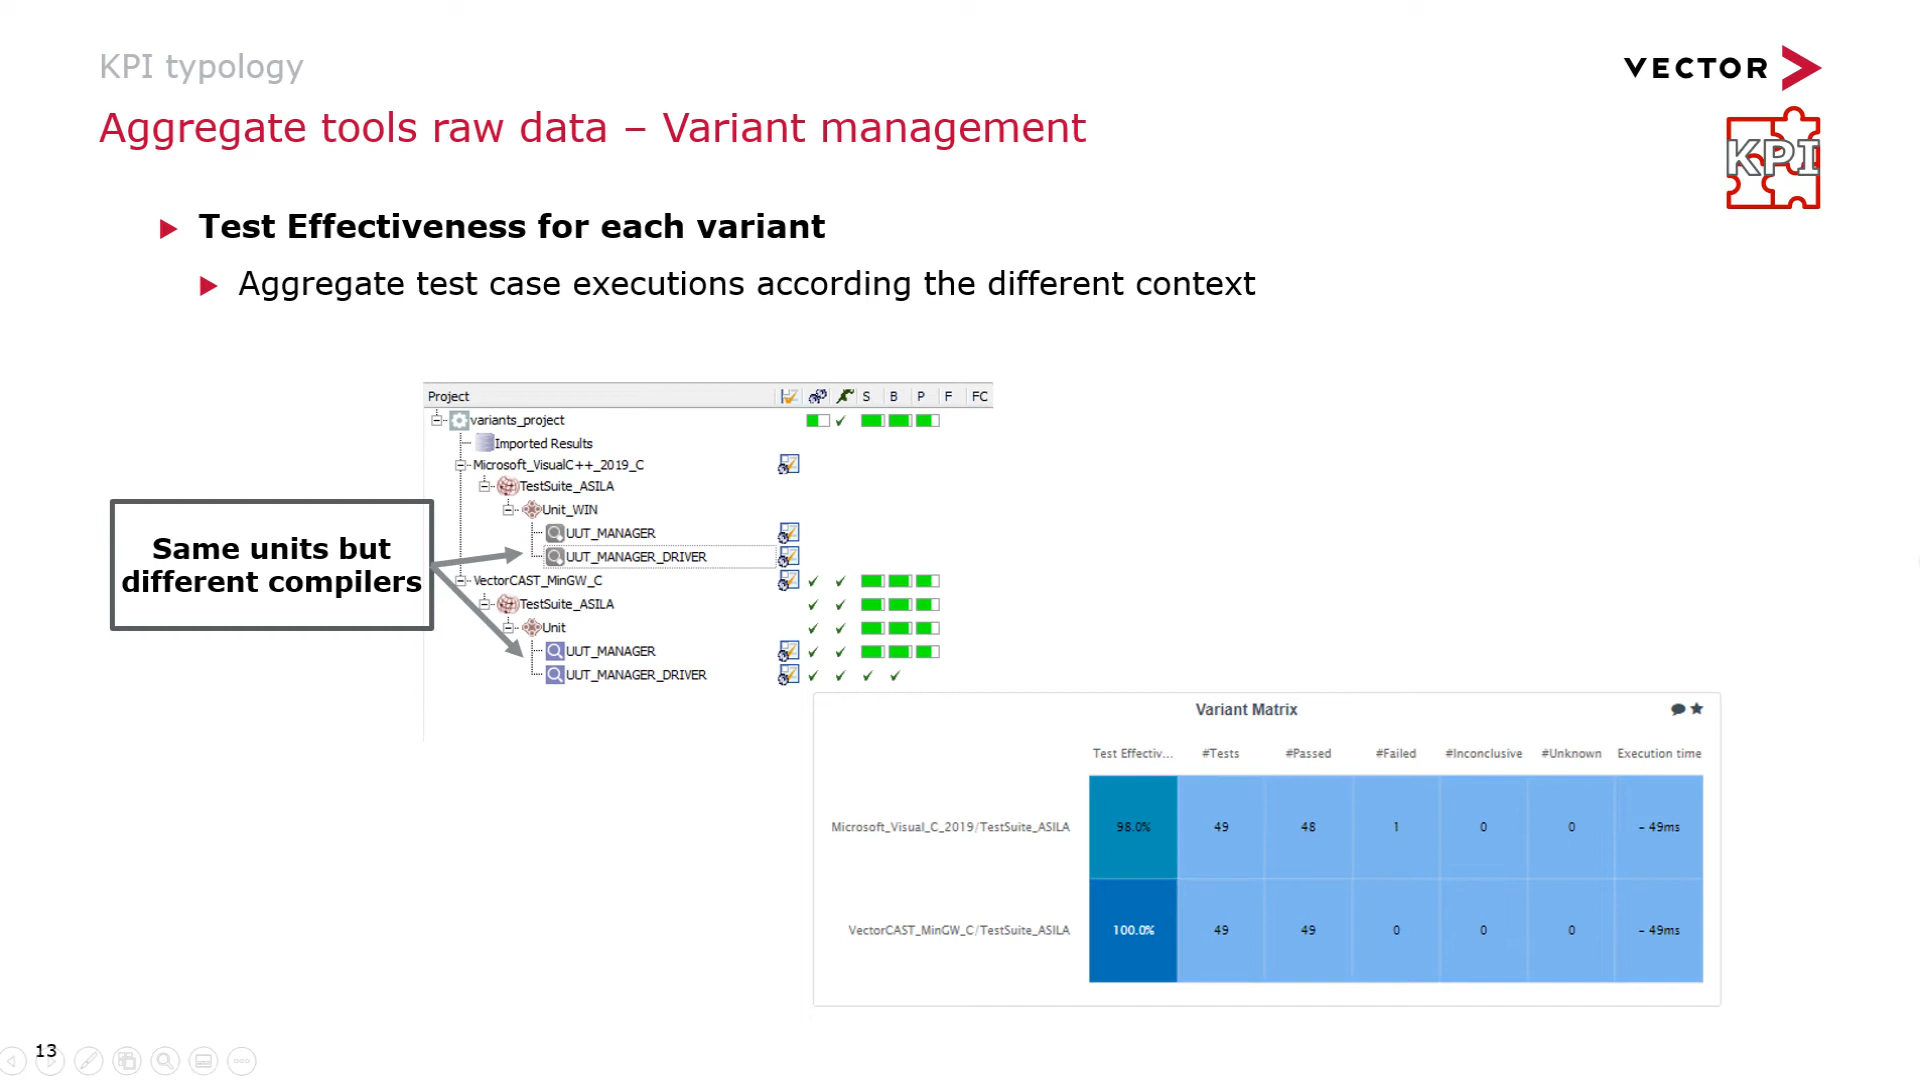 KPI typology
VECTOR
Aggregate tools raw data – Variant management
KPI
Test Effectiveness for each variant
Aggregate test case executions according the different context
Project S B P F FC
variants_project
Imported Results
Microsoft_VisualC++_2019_C
TestSuite_ASILA
Unit_WIN
UUT_MANAGER
UUT_MANAGER_DRIVER
Same units but
different compilers
VectorCAST_MinGW_C
TestSuite_ASILA
Unit
UUT_MANAGER
UUT_MANAGER_DRIVER
Variant Matrix
Test Effectiv... #Tests #Passed #Failed #Inconclusive #Unknown Execution time
Microsoft_Visual_C_2019/TestSuite_ASILA 98.0% 49 48 1 0 0 - 49ms
VectorCAST_MinGW_C/TestSuite_ASILA 100.0% 49 49 0 0 0 - 49ms
13